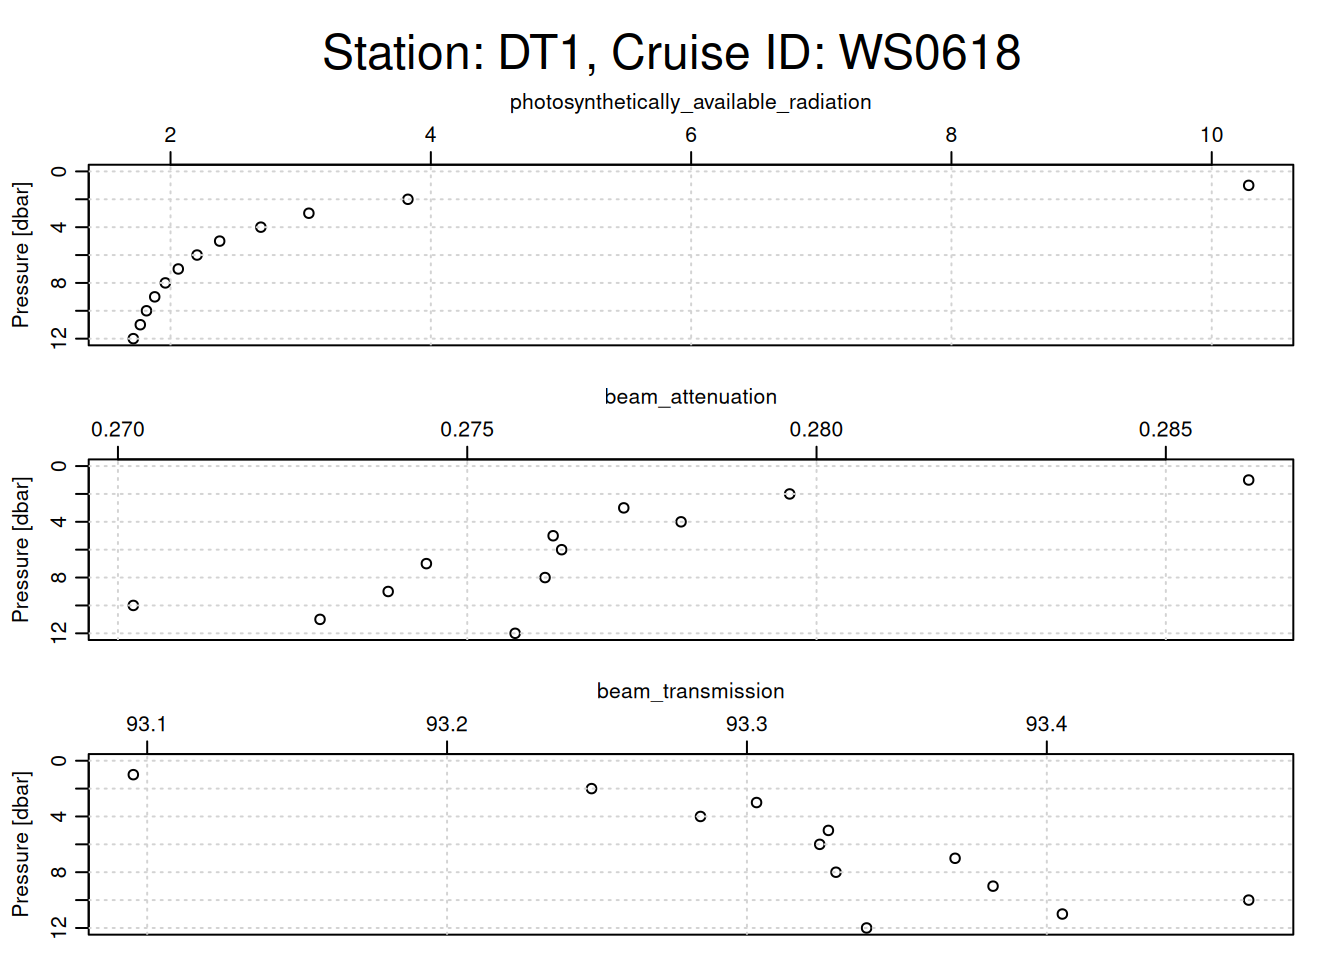 Station: DT1, Cruise ID: WS0618
photosynthetically_available_radiation
2 4 6 8 10
Pressure [dbar]
0
4
8
12
beam_attenuation
0.270 0.275 0.280 0.285
Pressure [dbar]
0
4
8
12
beam_transmission
93.1 93.2 93.3 93.4
Pressure [dbar]
0
4
8
12